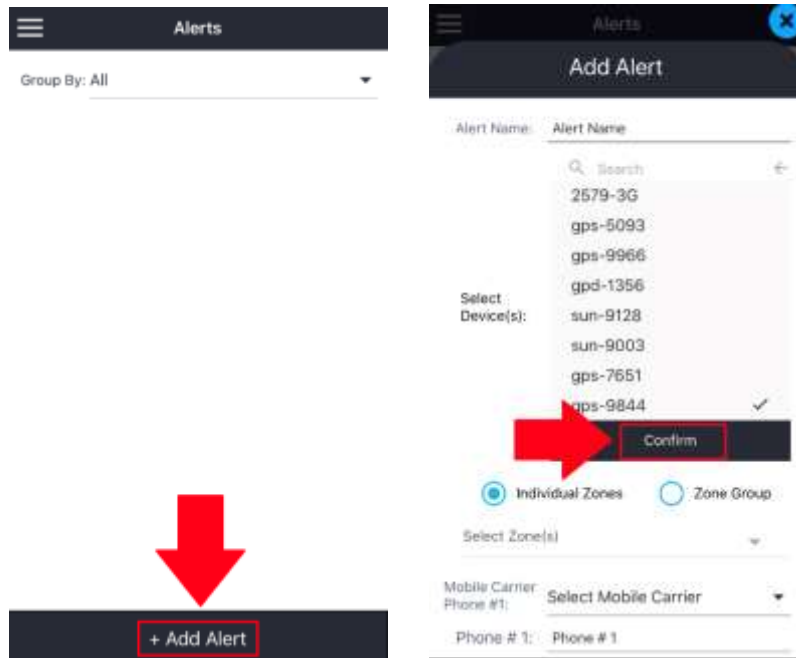 Alerts
Group By: All
+ Add Alert
Alerts
Add Alert
Alert Name: Alert Name
Search
2579-3G
gps-5093
gps-9966
gpd-1356
Select
Device(s):
sun-9128
sun-9003
gps-7651
gps-9844
Confirm
Individual Zones Zone Group
Select Zone(s)
Mobile Carrier
Phone #1:
Select Mobile Carrier
Phone # 1: Phone # 1